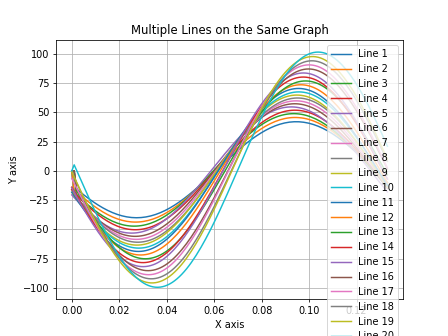 Multiple Lines on the Same Graph
Y axis
100
75
50
25
0
−25
−50
−75
−100
0.00
0.02
0.04
0.06
0.08
0.10
X axis
Line 1
Line 2
Line 3
Line 4
Line 5
Line 6
Line 7
Line 8
Line 9
Line 10
Line 11
Line 12
Line 13
Line 14
Line 15
Line 16
Line 17
Line 18
Line 19
Line 20